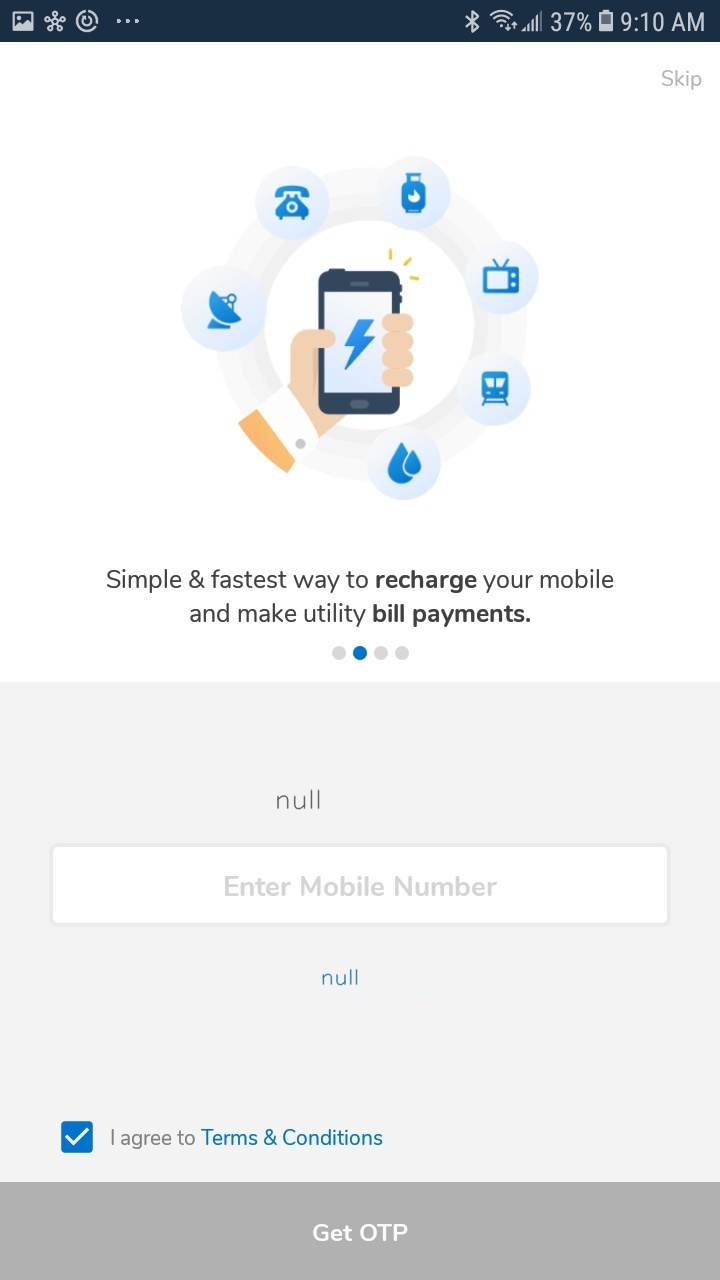 37% 9:10 AM
Skip
Simple & fastest way to recharge your mobile
and make utility bill payments.
null
Enter Mobile Number
null
I agree to Terms & Conditions
Get OTP